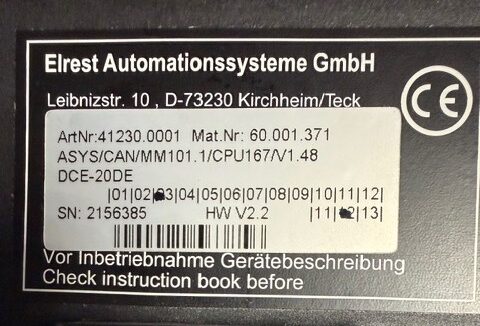 Elrest Automationssysteme GmbH
Leibnizstr. 10 , D-73230 Kirchheim/Teck
CE
ArtNr:41230.0001 Mat.Nr: 60.001.371
ASYS/CAN/MM101.1/CPU167/V1.48
DCE-20DE
|01|02|03|04|05|06|07|08|09|10|11|12|
SN: 2156385 HW V2.2 |11|12|13|
Vor Inbetriebnahme Gerätebeschreibung
Check instruction book before